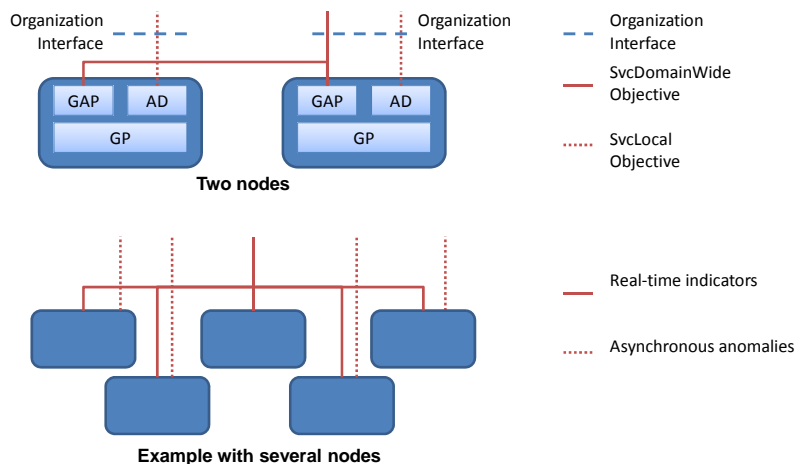 Organization
Interface
Organization
Interface
Organization
Interface
SvcDomainWide
Objective
GAP
AD
GP
GAP
AD
GP
SvcLocal
Objective
Two nodes
Real-time indicators
Asynchronous anomalies
Example with several nodes